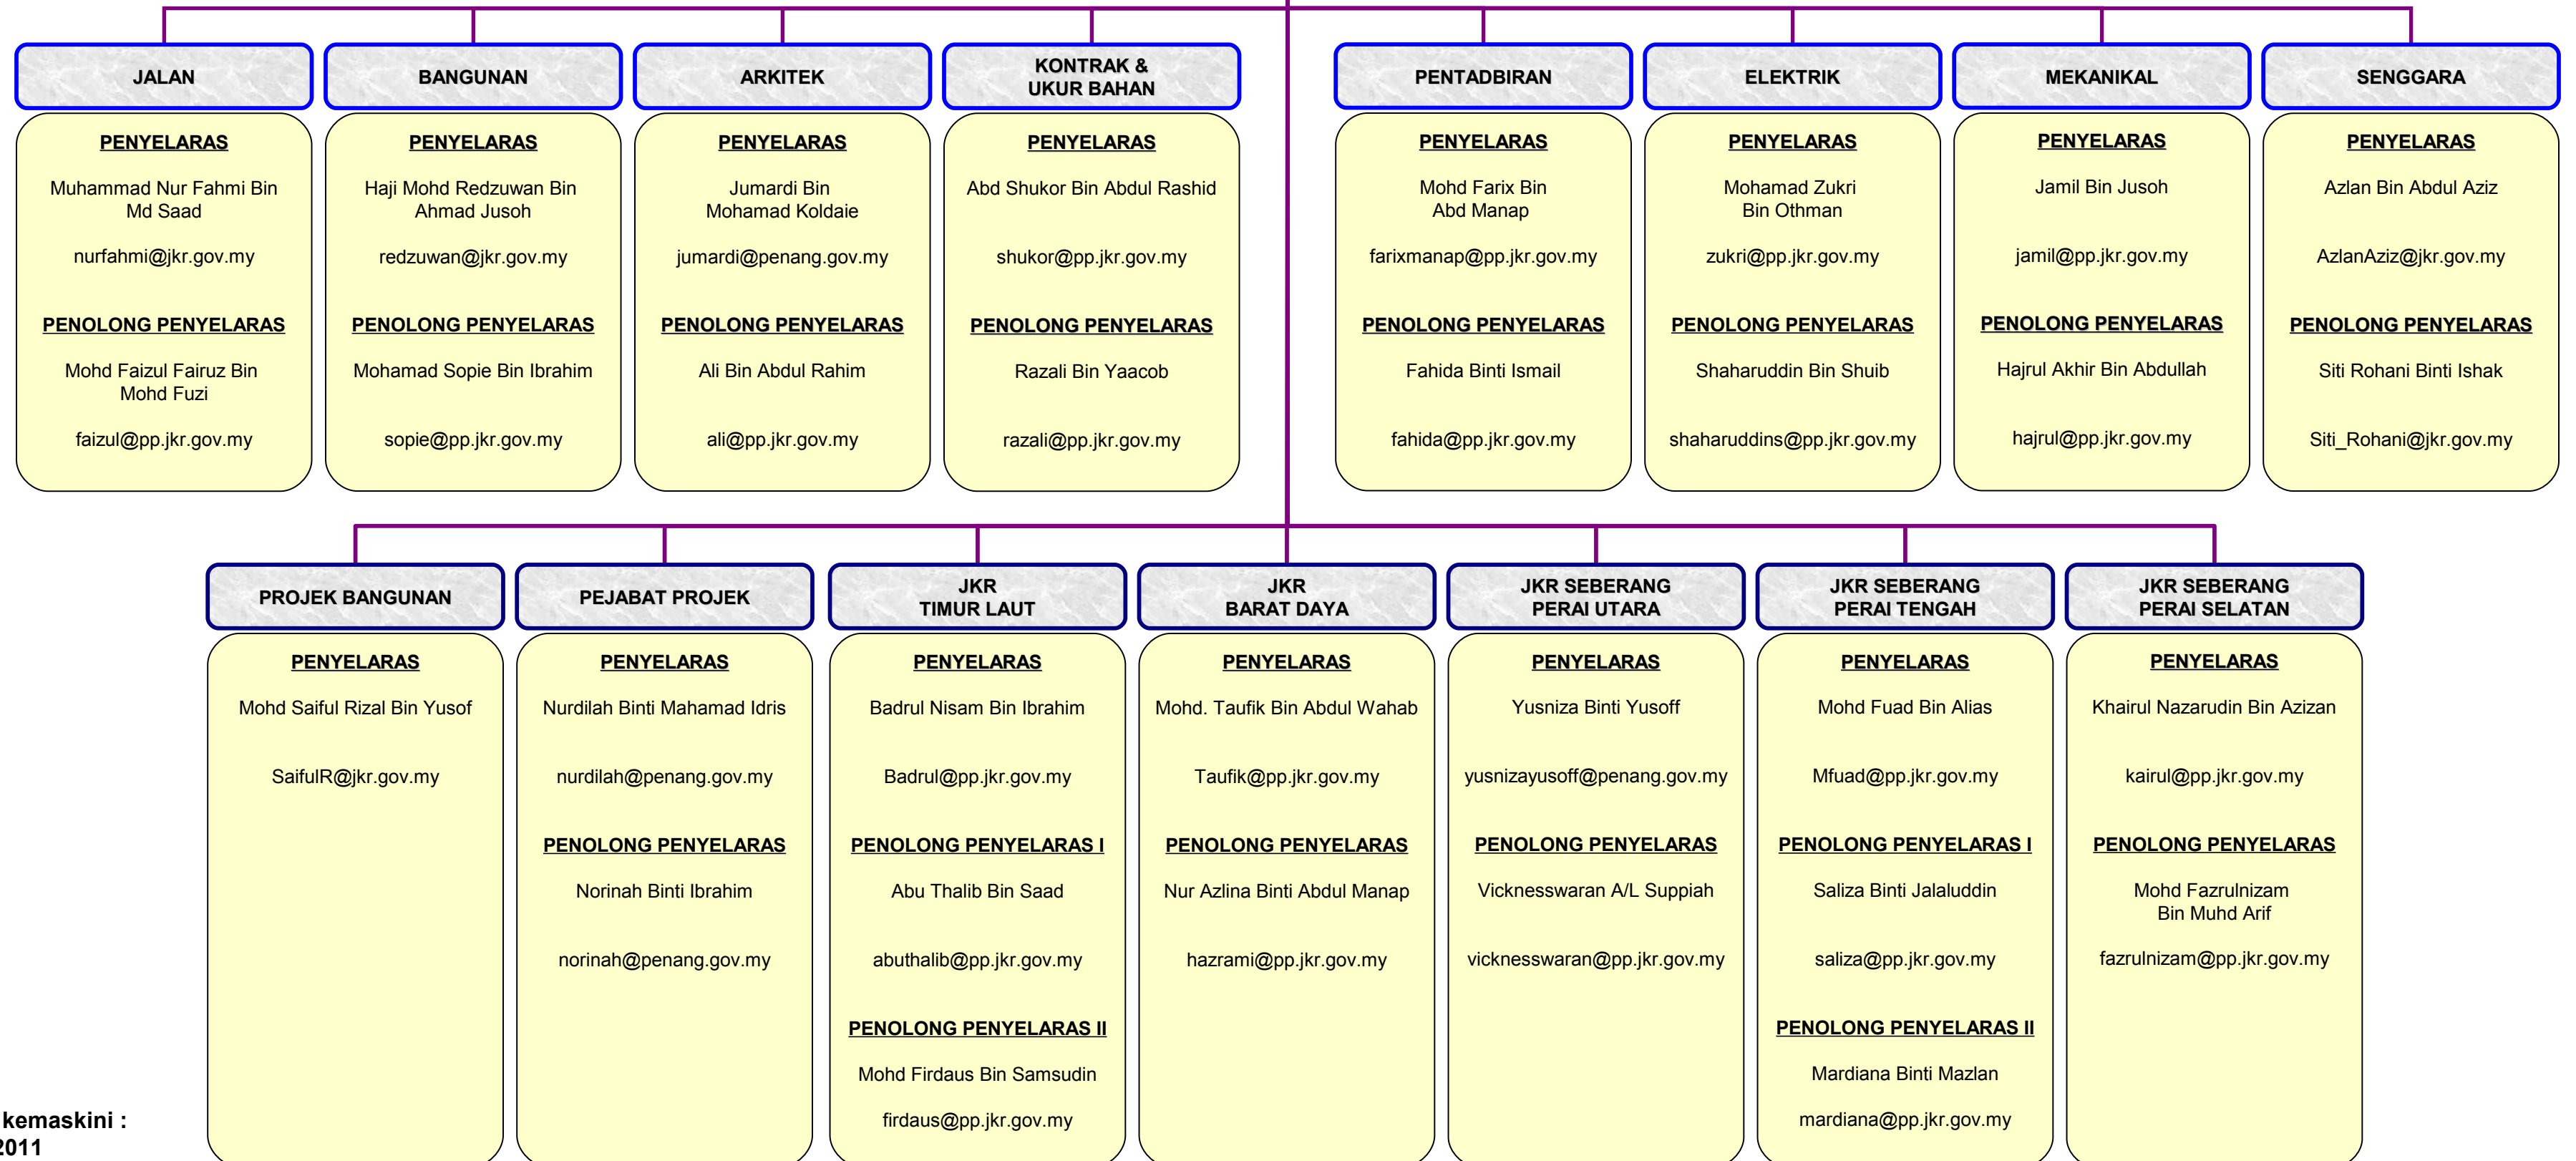 JALAN
PENYELARAS
Muhammad Nur Fahmi Bin
Md Saad
nurfahmi@jkr.gov.my
PENOLONG PENYELARAS
Mohd Faizul Fairuz Bin
Mohd Fuzi
faizul@pp.jkr.gov.my
BANGUNAN
PENYELARAS
Haji Mohd Redzuwan Bin
Ahmad Jusoh
redzuwan@jkr.gov.my
PENOLONG PENYELARAS
Mohamad Sopie Bin Ibrahim
sopie@pp.jkr.gov.my
ARKITEK
PENYELARAS
Jumardi Bin
Mohamad Koldaie
jumardi@penang.gov.my
PENOLONG PENYELARAS
Ali Bin Abdul Rahim
ali@pp.jkr.gov.my
KONTRAK &
UKUR BAHAN
PENYELARAS
Abd Shukor Bin Abdul Rashid
shukor@pp.jkr.gov.my
PENOLONG PENYELARAS
Razali Bin Yaacob
razali@pp.jkr.gov.my
PENTADBIRAN
PENYELARAS
Mohd Farix Bin
Abd Manap
farixmanap@pp.jkr.gov.my
PENOLONG PENYELARAS
Fahida Binti Ismail
fahida@pp.jkr.gov.my
ELEKTRIK
PENYELARAS
Mohamad Zukri
Bin Othman
zukri@pp.jkr.gov.my
PENOLONG PENYELARAS
Shaharuddin Bin Shuib
shaharuddins@pp.jkr.gov.my
MEKANIKAL
PENYELARAS
Jamil Bin Jusoh
jamil@pp.jkr.gov.my
PENOLONG PENYELARAS
Hajrul Akhir Bin Abdullah
hajrul@pp.jkr.gov.my
SENGGARA
PENYELARAS
Azlan Bin Abdul Aziz
AzlanAziz@jkr.gov.my
PENOLONG PENYELARAS
Siti Rohani Binti Ishak
Siti_Rohani@jkr.gov.my
PROJEK BANGUNAN
PENYELARAS
Mohd Saiful Rizal Bin Yusof
SaifulR@jkr.gov.my
PEJABAT PROJEK
PENYELARAS
Nurdilah Binti Mahamad Idris
nurdilah@penang.gov.my
PENOLONG PENYELARAS
Norinah Binti Ibrahim
norinah@penang.gov.my
JKR
TIMUR LAUT
PENYELARAS
Badrul Nisam Bin Ibrahim
Badrul@pp.jkr.gov.my
PENOLONG PENYELARAS I
Abu Thalib Bin Saad
abuthalib@pp.jkr.gov.my
PENOLONG PENYELARAS II
Mohd Firdaus Bin Samsudin
firdaus@pp.jkr.gov.my
JKR
BARAT DAYA
PENYELARAS
Mohd. Taufik Bin Abdul Wahab
Taufik@pp.jkr.gov.my
PENOLONG PENYELARAS
Nur Azlina Binti Abdul Manap
hazrami@pp.jkr.gov.my
JKR SEBERANG
PERAI UTARA
PENYELARAS
Yusniza Binti Yusoff
yusnizayusoff@penang.gov.my
PENOLONG PENYELARAS
Vicknesswaran A/L Suppiah
vicknesswaran@pp.jkr.gov.my
JKR SEBERANG
PERAI TENGAH
PENYELARAS
Mohd Fuad Bin Alias
Mfuad@pp.jkr.gov.my
PENOLONG PENYELARAS I
Saliza Binti Jalaluddin
saliza@pp.jkr.gov.my
PENOLONG PENYELARAS II
Mardiana Binti Mazlan
mardiana@pp.jkr.gov.my
JKR SEBERANG
PERAI SELATAN
PENYELARAS
Khairul Nazarudin Bin Azizan
kairul@pp.jkr.gov.my
PENOLONG PENYELARAS
Mohd Fazrulnizam
Bin Muhd Arif
fazrulnizam@pp.jkr.gov.my
kemaskini :
2011